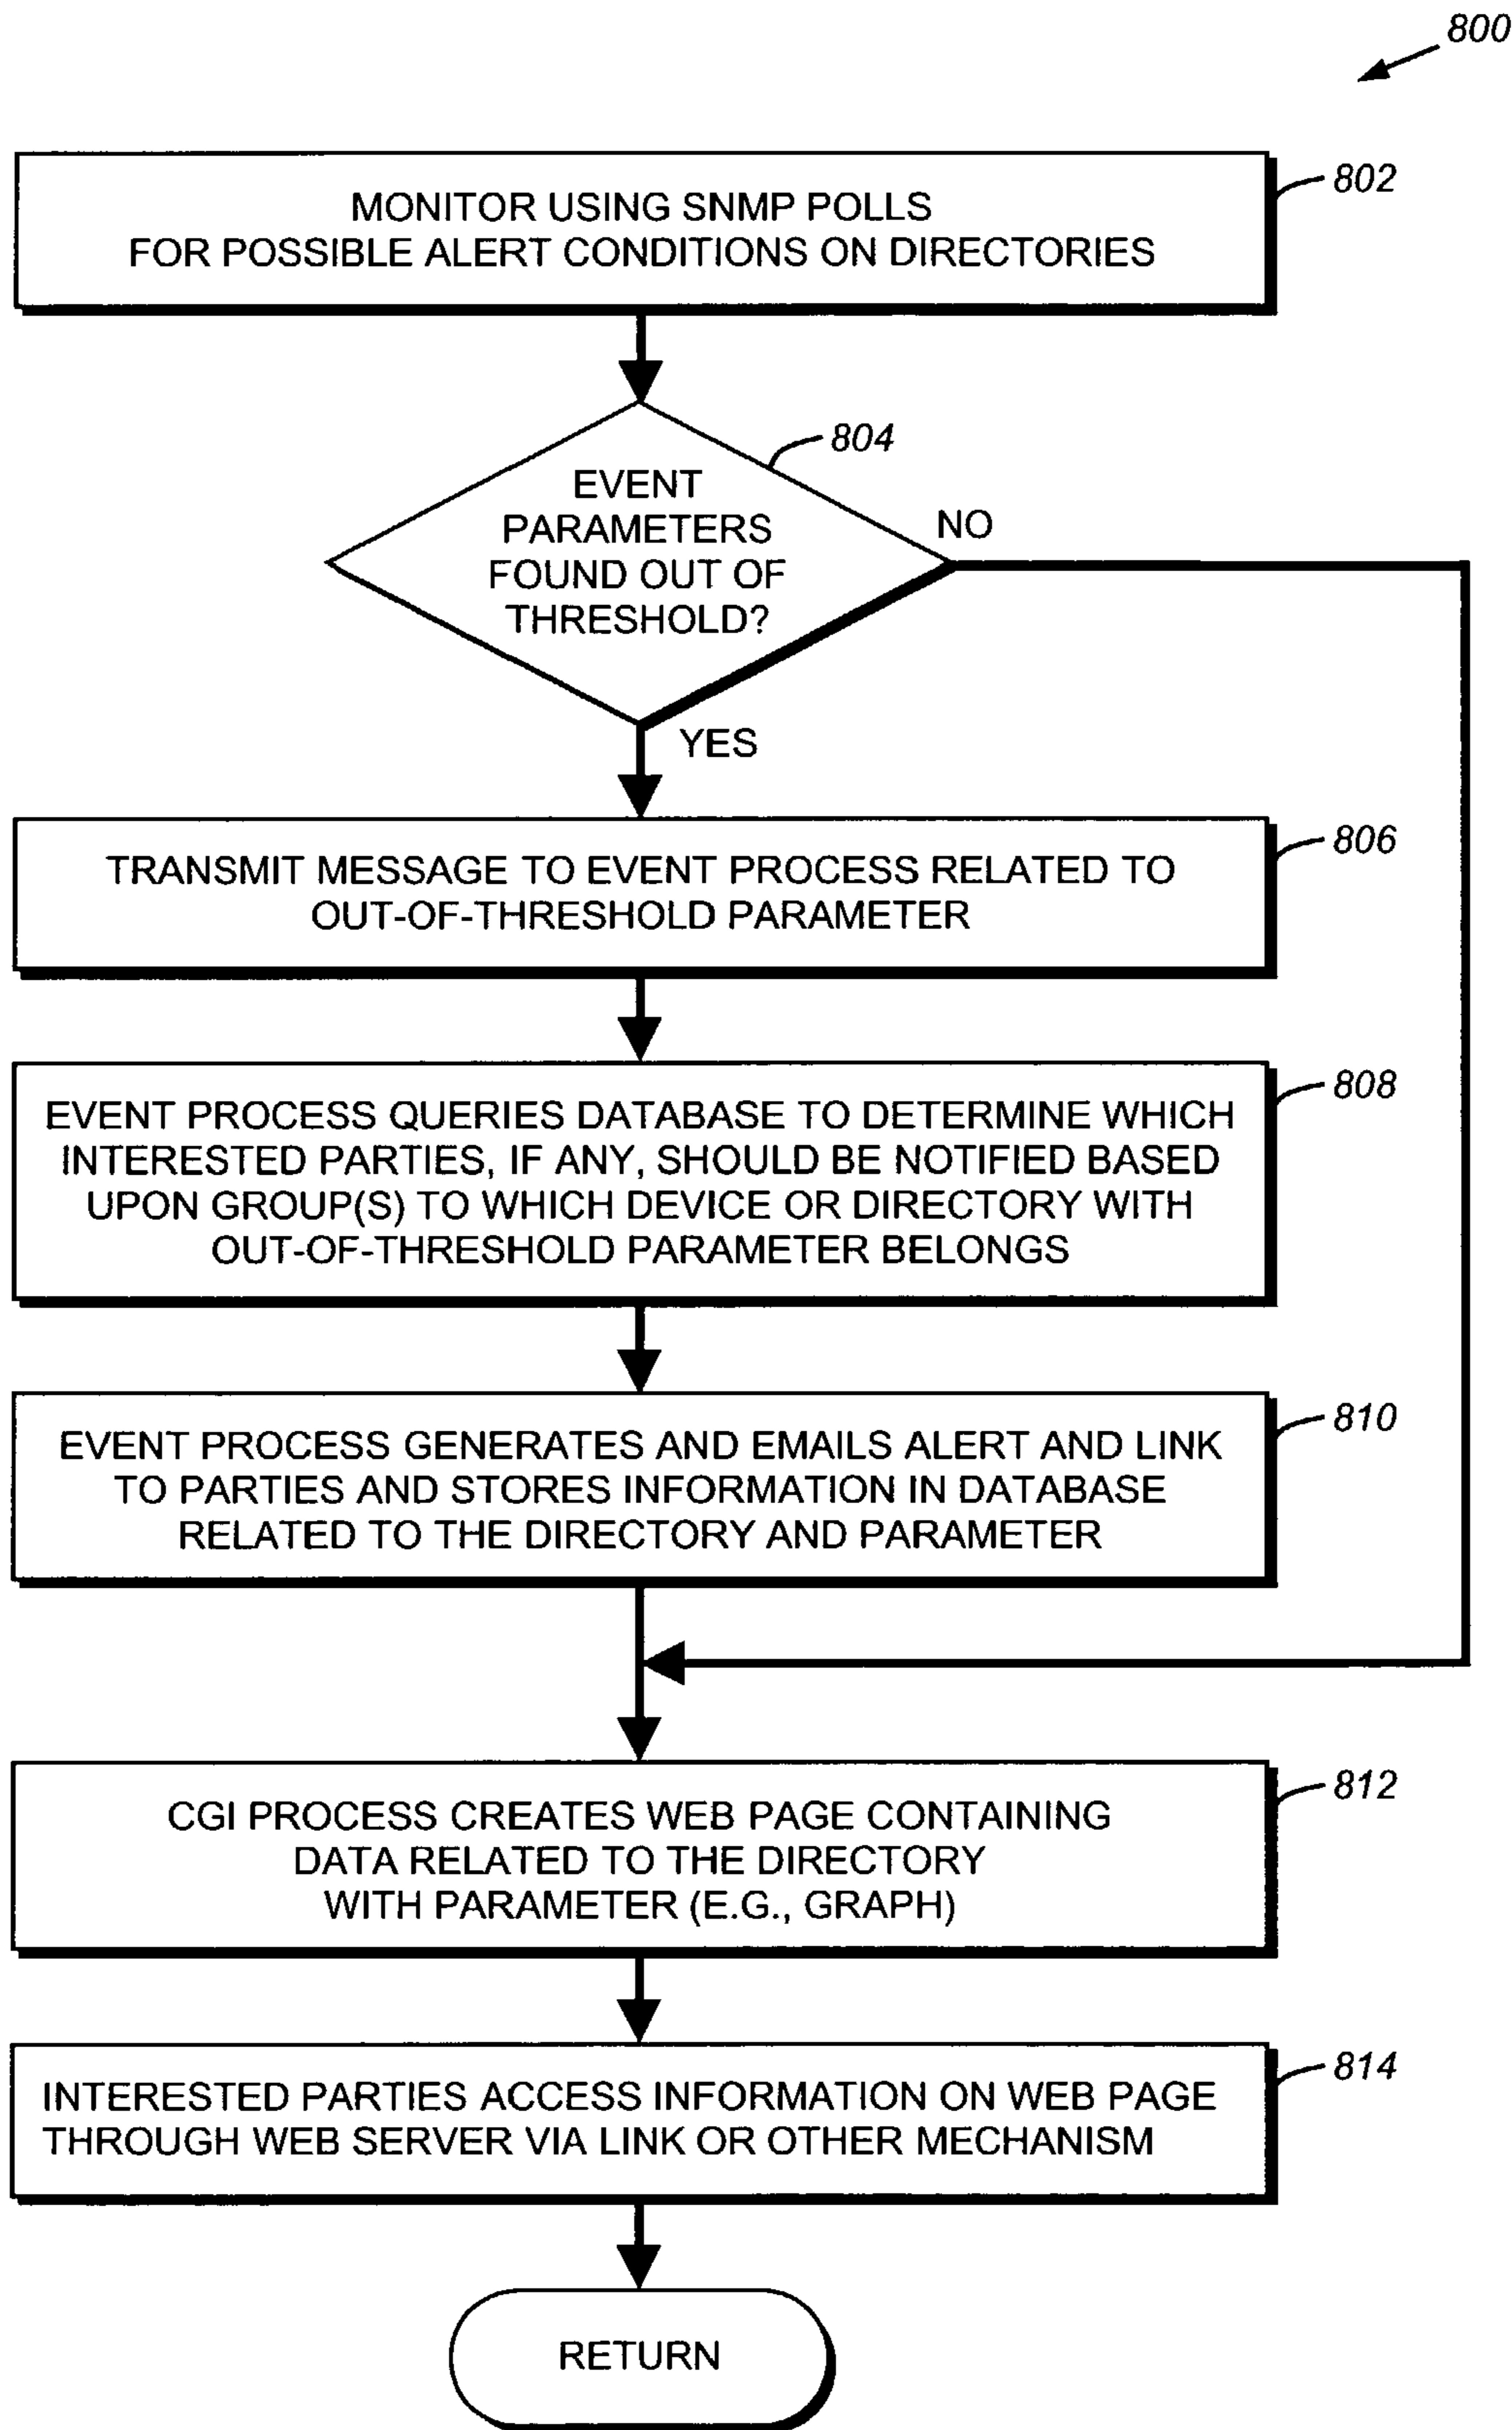 800
MONITOR USING SNMP POLLS
FOR POSSIBLE ALERT CONDITIONS ON DIRECTORIES
802
804
EVENT
PARAMETERS
FOUND OUT OF
THRESHOLD?
NO
YES
TRANSMIT MESSAGE TO EVENT PROCESS RELATED TO
OUT-OF-THRESHOLD PARAMETER
806
EVENT PROCESS QUERIES DATABASE TO DETERMINE WHICH
INTERESTED PARTIES, IF ANY, SHOULD BE NOTIFIED BASED
UPON GROUP(S) TO WHICH DEVICE OR DIRECTORY WITH
OUT-OF-THRESHOLD PARAMETER BELONGS
808
EVENT PROCESS GENERATES AND EMAILS ALERT AND LINK
TO PARTIES AND STORES INFORMATION IN DATABASE
RELATED TO THE DIRECTORY AND PARAMETER
810
CGI PROCESS CREATES WEB PAGE CONTAINING
DATA RELATED TO THE DIRECTORY
WITH PARAMETER (E.G., GRAPH)
812
INTERESTED PARTIES ACCESS INFORMATION ON WEB PAGE
THROUGH WEB SERVER VIA LINK OR OTHER MECHANISM
814
RETURN